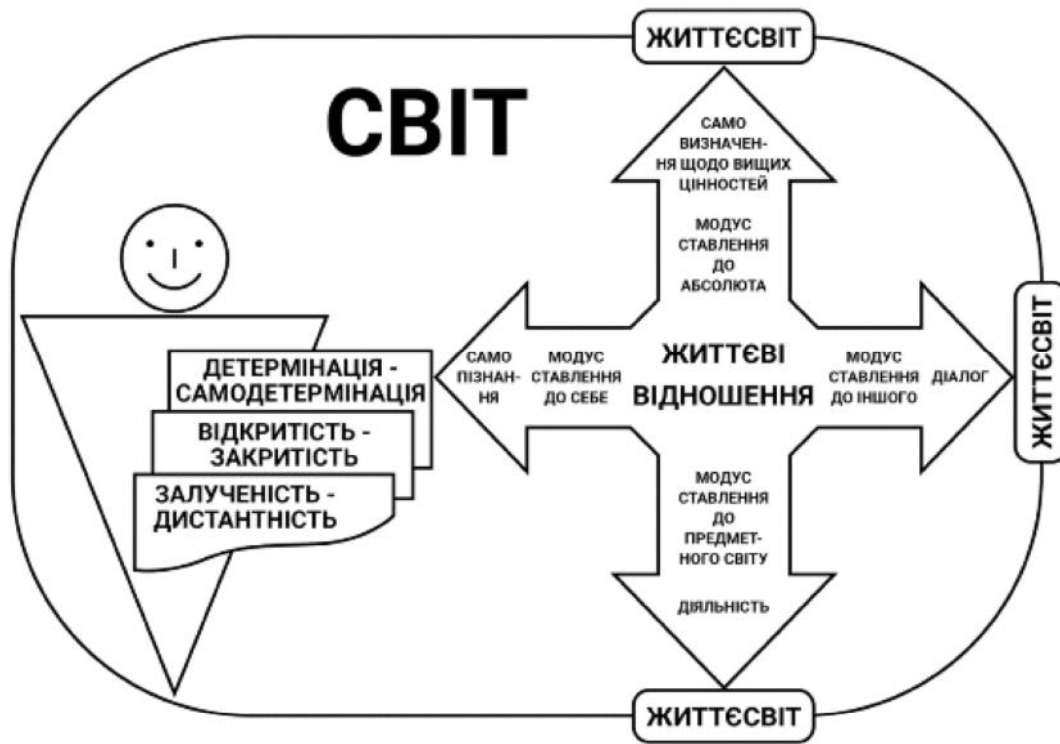 ЖИТТЄСВІТ
СВІТ
САМО
ВИЗНАЧЕН-
НЯ ЩОДО ВИЩИХ
ЦІННОСТЕЙ
МОДУС
СТАВЛЕННЯ
ДО
АБСОЛЮТА
ДЕТЕРМІНАЦІЯ -
САМОДЕТЕРМІНАЦІЯ
ВІДКРИТІСТЬ -
ЗАКРИТІСТЬ
ЗАЛУЧЕНІСТЬ -
ДИСТАНТНІСТЬ
САМО
ПІЗНАН-
НЯ
МОДУС
СТАВЛЕННЯ
ДО СЕБЕ
ЖИТТЄВІ
ВІДНОШЕННЯ
МОДУС
СТАВЛЕННЯ
ДО ІНШОГО
ДІАЛОГ
ЖИТТЄСВІТ
МОДУС
СТАВЛЕННЯ
ДО
ПРЕДМЕТ-
НОГО СВІТУ
ДІЯЛЬНІСТЬ
ЖИТТЄСВІТ